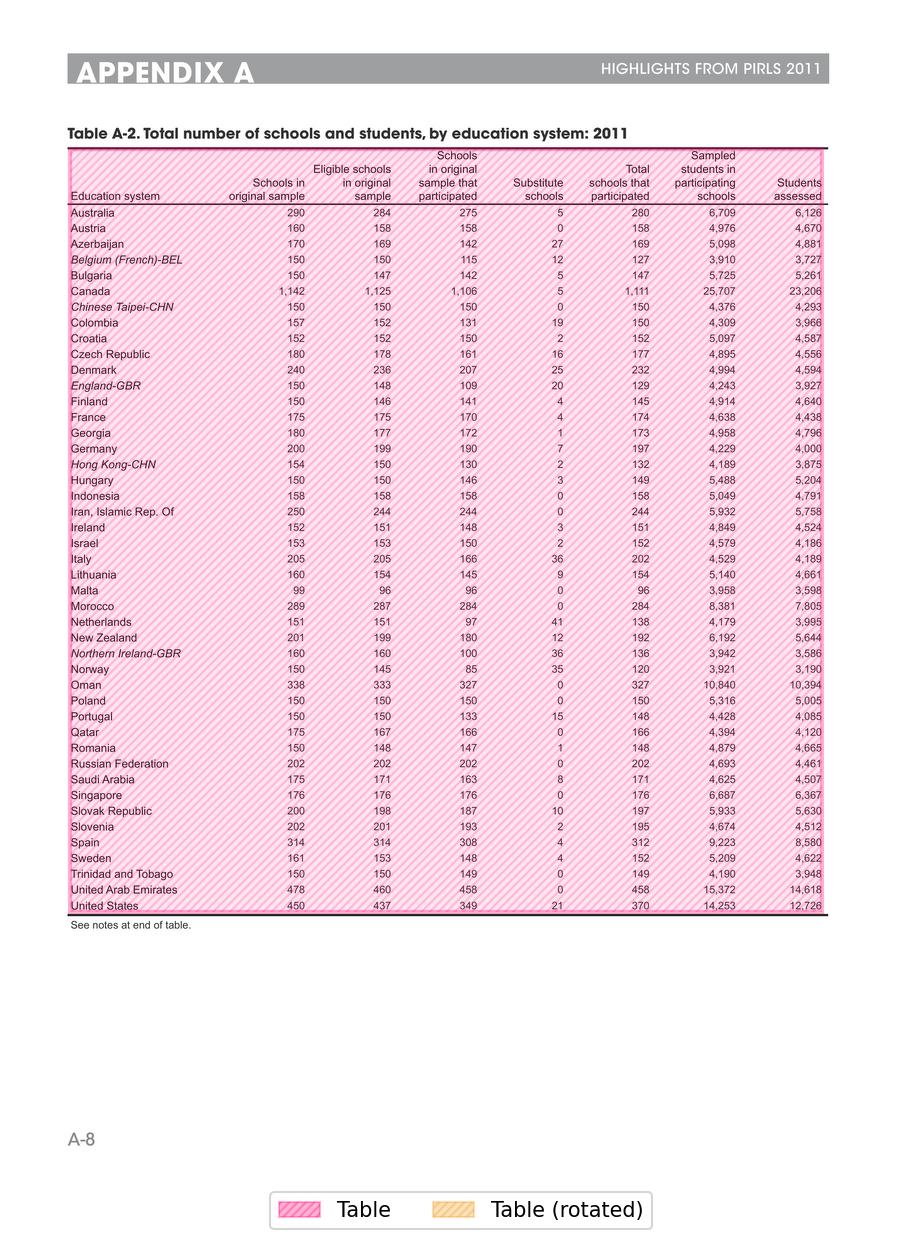 APPENDIX A HIGHLIGHTS FROM PIRLS 2011
Table A-2. Total number of schools and students, by education system: 2011
Education system Schools in original sample Eligible schools in original sample Schools in original sample that participated Substitute schools Total schools that participated Sampled students in participating schools Students assessed
Australia 290 284 275 5 280 6,709 6,126
Austria 160 158 158 0 158 4,976 4,670
Azerbaijan 170 169 142 27 169 5,098 4,881
Belgium (French)-BEL 150 150 115 12 127 3,910 3,727
Bulgaria 150 147 142 5 147 5,725 5,261
Canada 1,142 1,125 1,106 5 1,111 25,707 23,206
Chinese Taipei-CHN 150 150 150 0 150 4,376 4,293
Colombia 157 152 131 19 150 4,309 3,966
Croatia 152 152 150 2 152 5,097 4,587
Czech Republic 180 178 161 16 177 4,895 4,556
Denmark 240 236 207 25 232 4,994 4,594
England-GBR 150 148 109 20 129 4,243 3,927
Finland 150 146 141 4 145 4,914 4,640
France 175 175 170 4 174 4,638 4,438
Georgia 180 177 172 1 173 4,958 4,796
Germany 200 199 190 7 197 4,229 4,000
Hong Kong-CHN 154 150 130 2 132 4,189 3,875
Hungary 150 150 146 3 149 5,488 5,204
Indonesia 158 158 158 0 158 5,049 4,791
Iran, Islamic Rep. Of 250 244 244 0 244 5,932 5,758
Ireland 152 151 148 3 151 4,849 4,524
Israel 153 153 150 2 152 4,579 4,186
Italy 205 205 166 36 202 4,529 4,189
Lithuania 160 154 145 9 154 5,140 4,661
Malta 99 96 96 0 96 3,958 3,598
Morocco 289 287 284 0 284 8,381 7,805
Netherlands 151 151 97 41 138 4,179 3,995
New Zealand 201 199 180 12 192 6,192 5,644
Northern Ireland-GBR 160 160 100 36 136 3,942 3,586
Norway 150 145 85 35 120 3,921 3,190
Oman 338 333 327 0 327 10,840 10,394
Poland 150 150 150 0 150 5,316 5,005
Portugal 150 150 133 15 148 4,428 4,085
Qatar 175 167 166 0 166 4,394 4,120
Romania 150 148 147 1 148 4,879 4,665
Russian Federation 202 202 202 0 202 4,693 4,461
Saudi Arabia 175 171 163 8 171 4,625 4,507
Singapore 176 176 176 0 176 6,687 6,367
Slovak Republic 200 198 187 10 197 5,933 5,630
Slovenia 202 201 193 2 195 4,674 4,512
Spain 314 314 308 4 312 9,223 8,580
Sweden 161 153 148 4 152 5,209 4,622
Trinidad and Tobago 150 150 149 0 149 4,190 3,948
United Arab Emirates 478 460 458 0 458 15,372 14,618
United States 450 437 349 21 370 14,253 12,726
See notes at end of table.
A-8
Table Table (rotated)